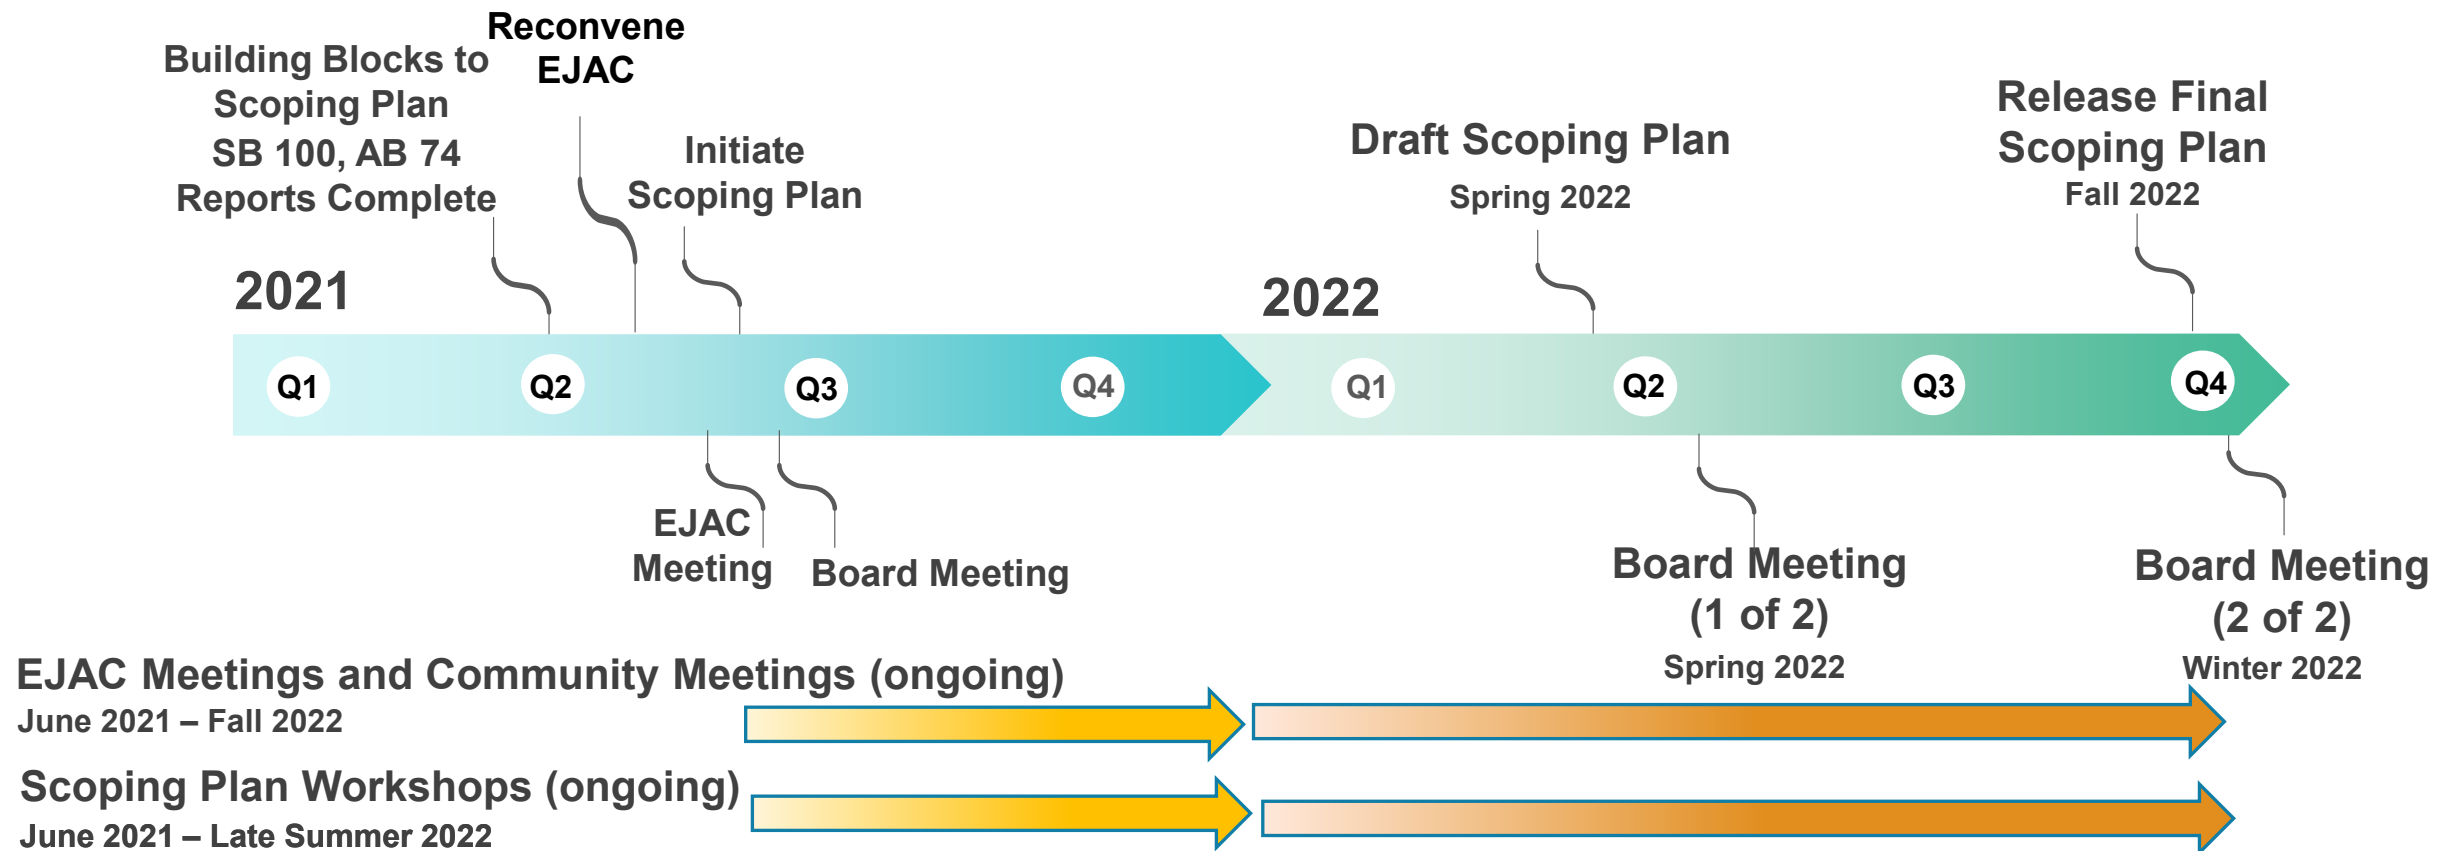 Reconvene
EJAC
Building Blocks to
Scoping Plan
SB 100, AB 74
Reports Complete
Initiate
Scoping Plan
Draft Scoping Plan
Spring 2022
Release Final
Scoping Plan
Fall 2022
2021
2022
Q1
Q2
Q3
Q4
Q1
Q2
Q3
Q4
EJAC
Meeting
Board Meeting
Board Meeting
(1 of 2)
Spring 2022
Board Meeting
(2 of 2)
Winter 2022
EJAC Meetings and Community Meetings (ongoing)
June 2021 – Fall 2022
Scoping Plan Workshops (ongoing)
June 2021 – Late Summer 2022